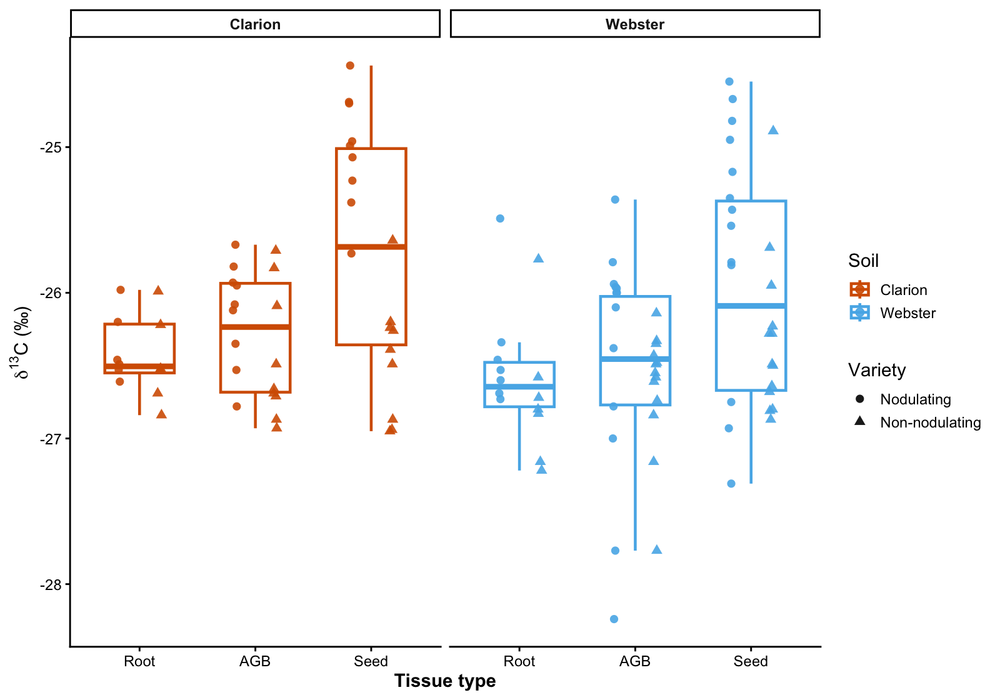 Clarion
Webster
-25
-26
-27
-28
δ¹³C (‰)
Root
AGB
Seed
Root
AGB
Seed
Tissue type
Soil
Clarion
Webster
Variety
Nodulating
Non-nodulating